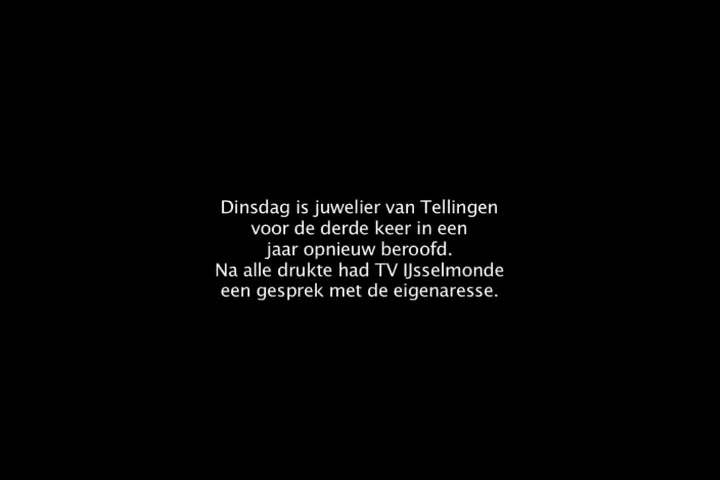 Dinsdag is juwelier van Tellingen
voor de derde keer in een
jaar opnieuw beroofd.
Na alle drukte had TV IJsselmonde
een gesprek met de eigenaresse.